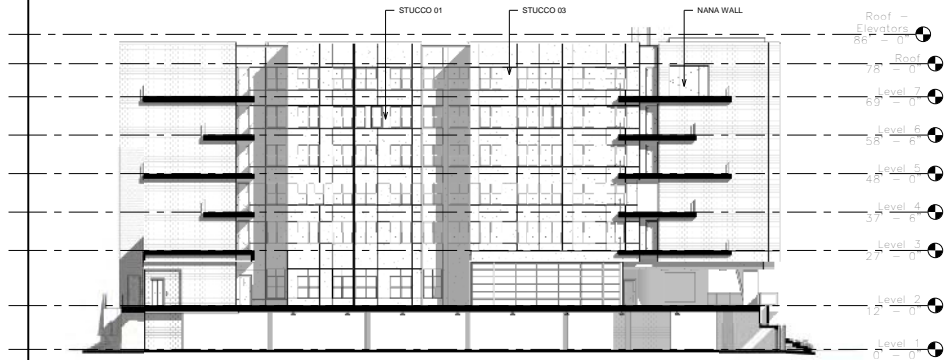 STUCCO 01
STUCCO 03
NANA WALL
Roof -
Elevators
86' - 0"
Roof
78' - 0"
Level 7
69' - 0"
Level 6
58' - 6"
Level 5
48' - 0"
Level 4
37' - 6"
Level 3
27' - 0"
Level 2
12' - 0"
Level 1
0' - 0"